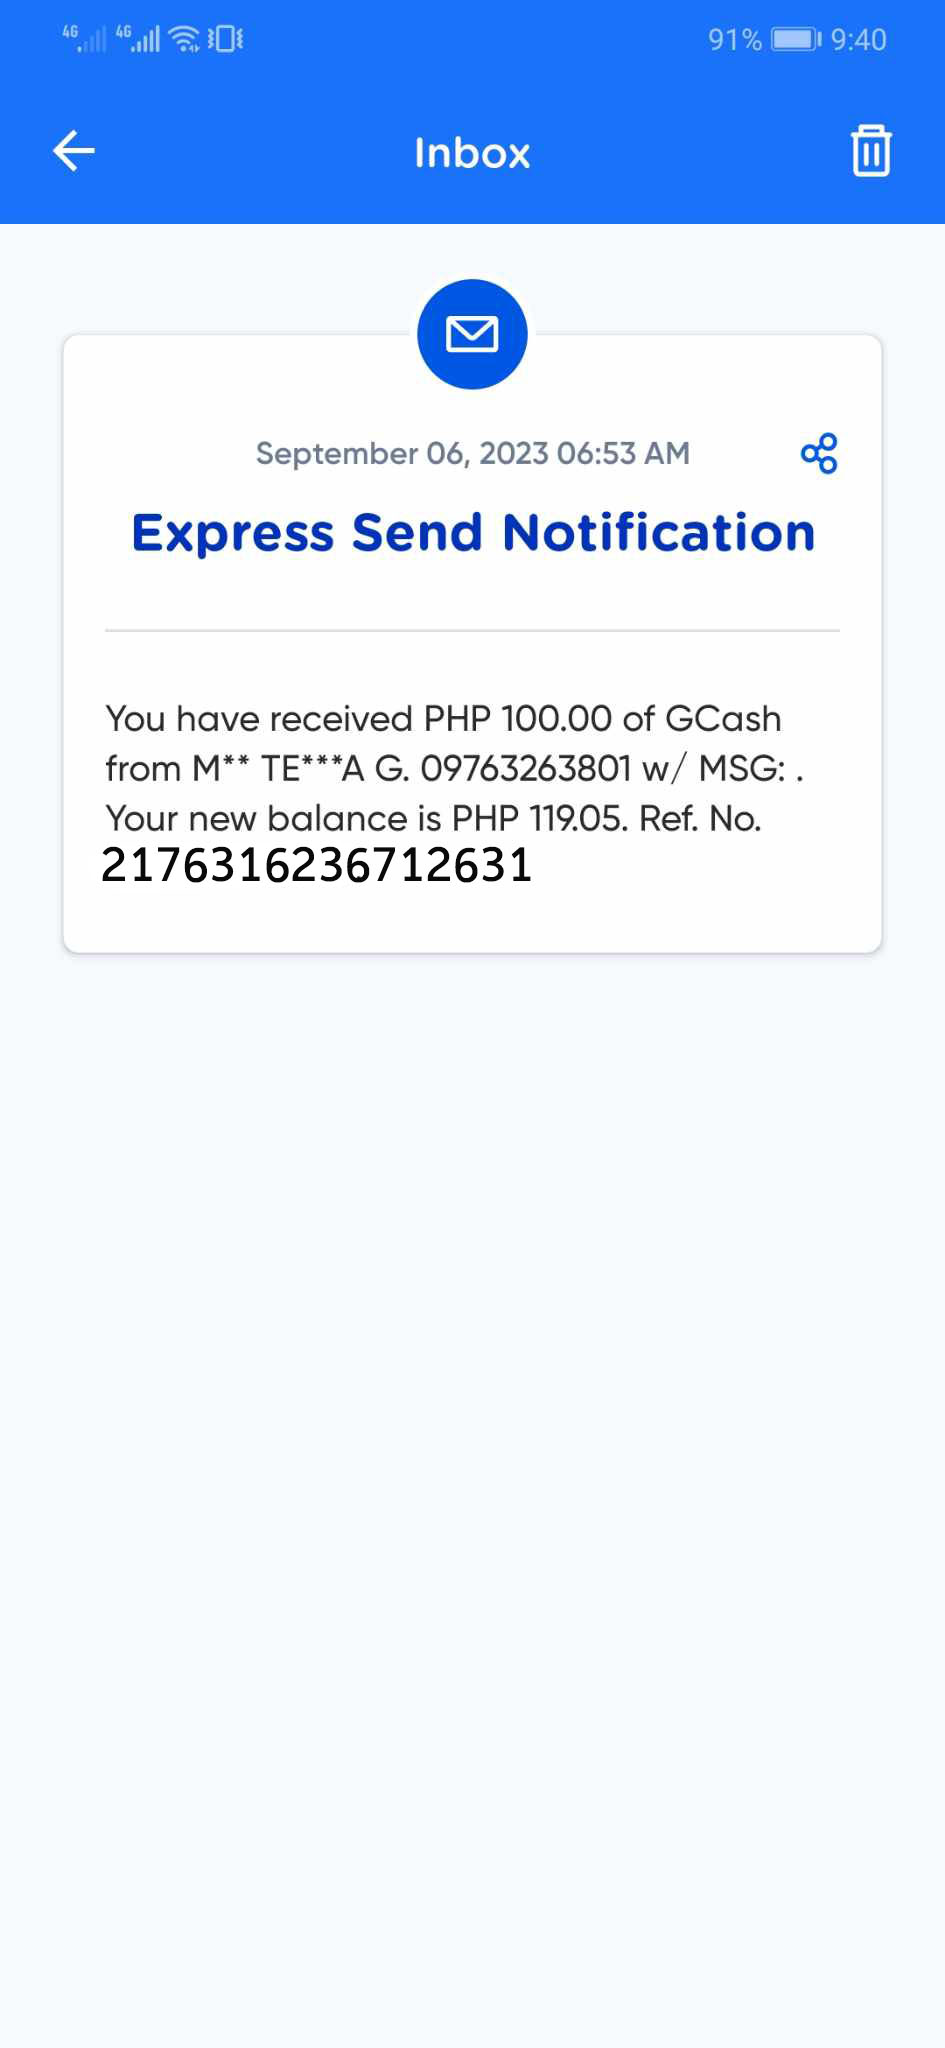 4G 4G 91% 9:40
Inbox
September 06, 2023 06:53 AM
Express Send Notification
You have received PHP 100.00 of GCash
from M** TE***A G. 09763263801 w/ MSG: .
Your new balance is PHP 119.05. Ref. No.
2176316236712631